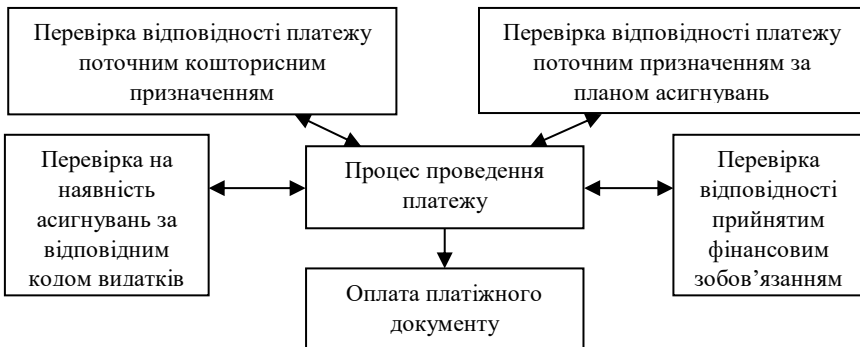 Перевірка відповідності платежу
поточним кошторисним
призначенням
Перевірка відповідності платежу
поточним призначенням за
планом асигнувань
Перевірка на
наявність
асигнувань за
відповідним
кодом видатків
Процес проведення
платежу
Перевірка
відповідності
прийнятим
фінансовим
зобов’язанням
Оплата платіжного
документу